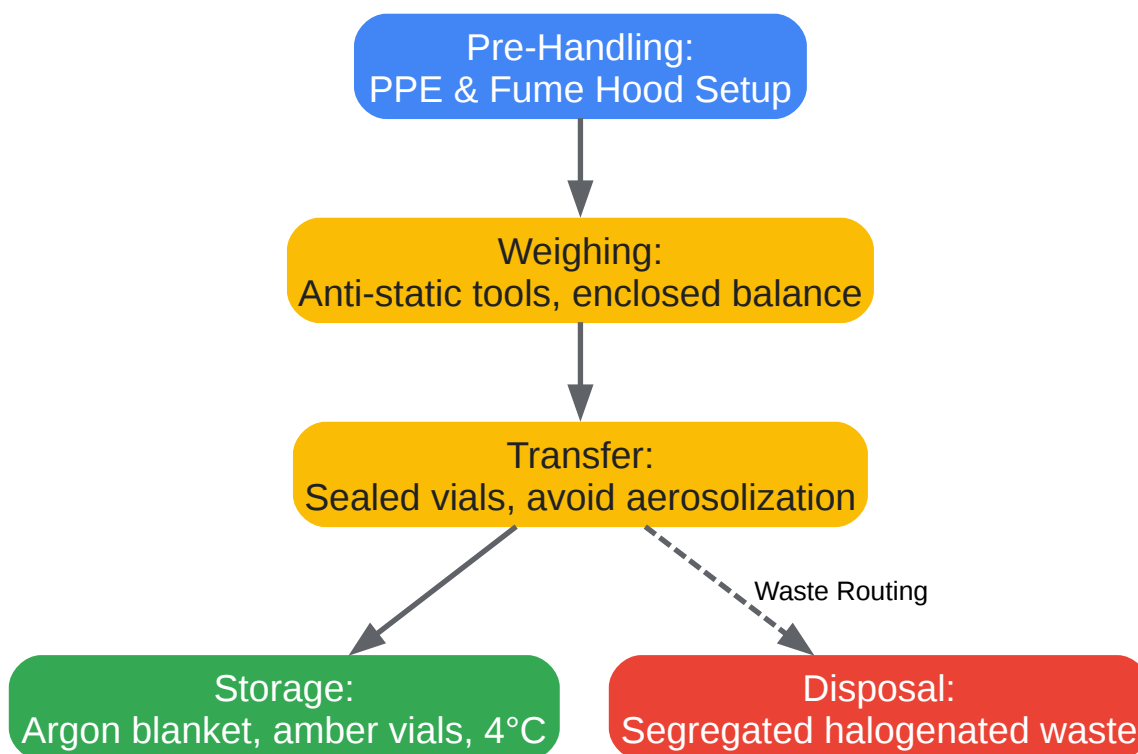 Pre-Handling:
PPE & Fume Hood Setup
Weighing:
Anti-static tools, enclosed balance
Transfer:
Sealed vials, avoid aerosolization
Waste Routing
Storage:
Argon blanket, amber vials, 4°C
Disposal:
Segregated halogenated waste